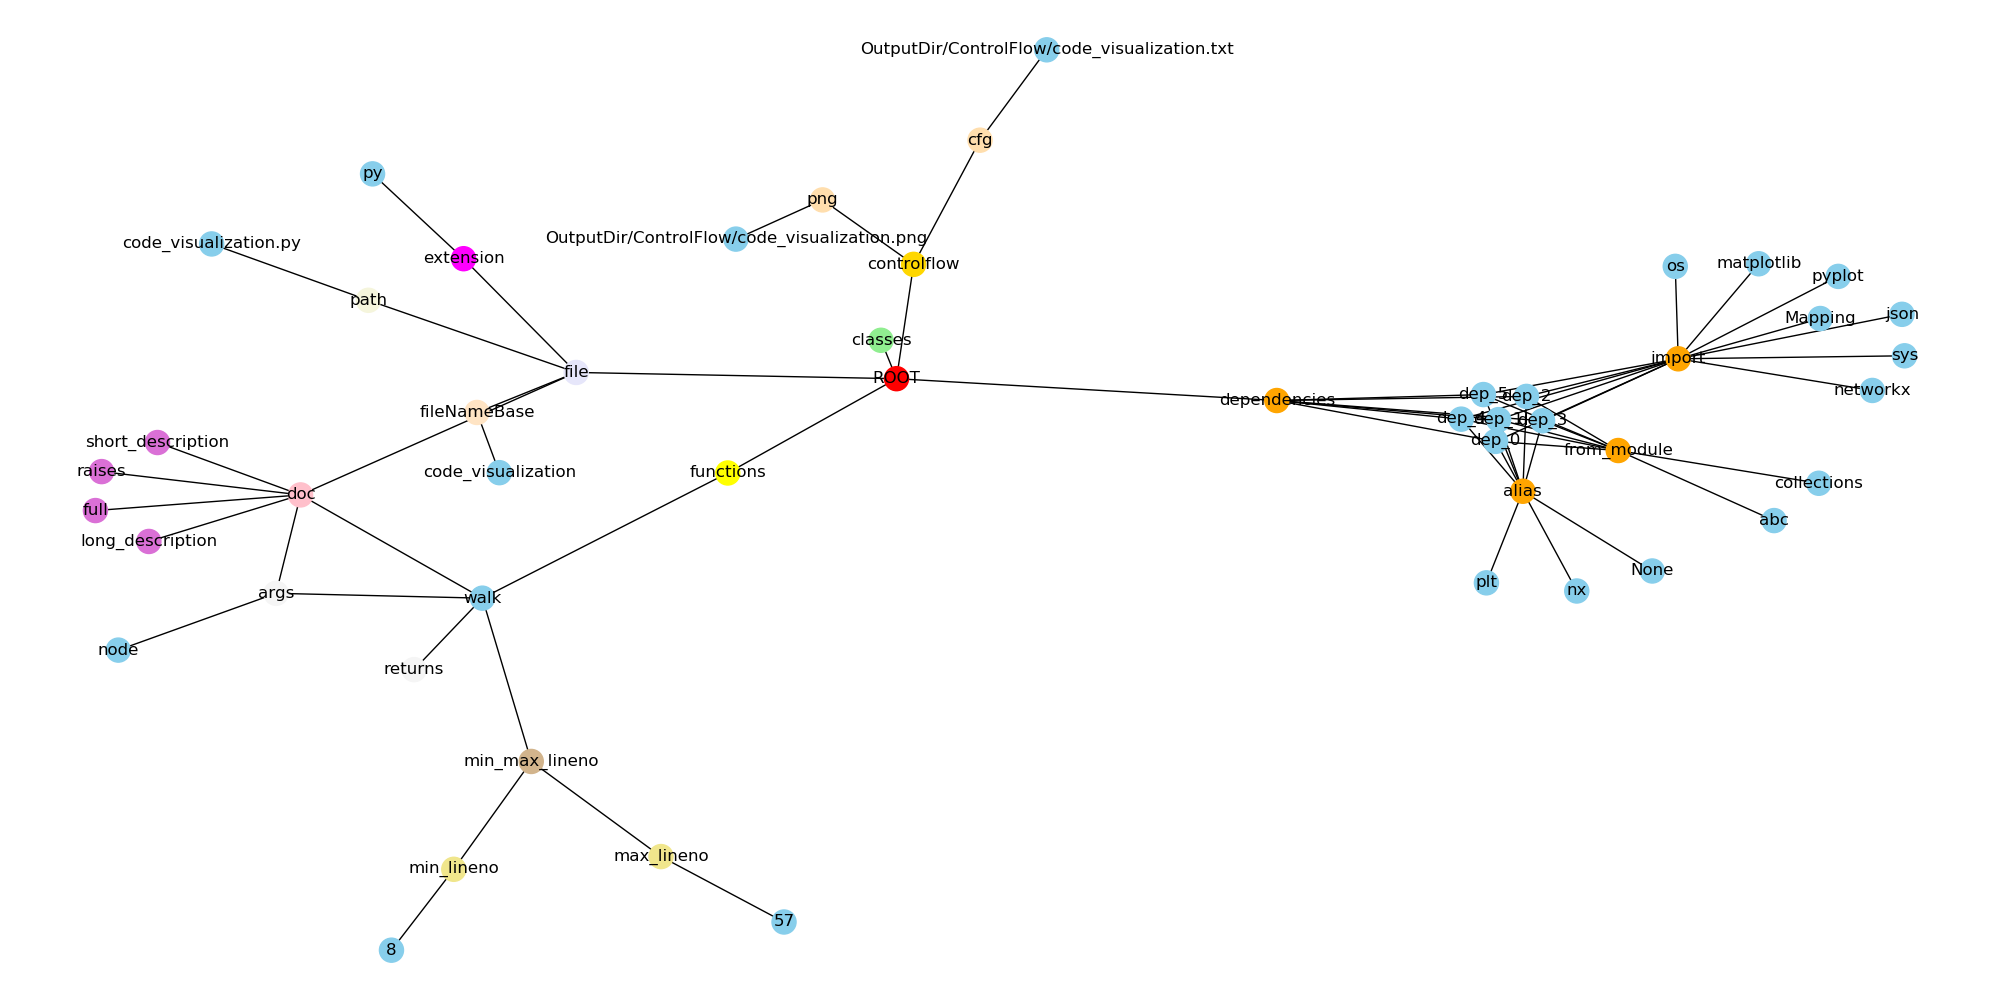 OutputDir/ControlFlow/code_visualization.txt
cfg
py
png
code_visualization.py
OutputDir/ControlFlow/code_visualization.png
extension
controlflow
os
matplotlib
pyplot
path
Mapping
json
classes
import
sys
file
ROOT
networkx
dependencies
dep_5
dep_2
fileNameBase
dep_4
dep_1
dep_3
short_description
dep_0
from_module
raises
code_visualization
functions
collections
doc
alias
full
abc
long_description
None
plt
nx
args
walk
node
returns
min_max_lineno
max_lineno
min_lineno
57
8